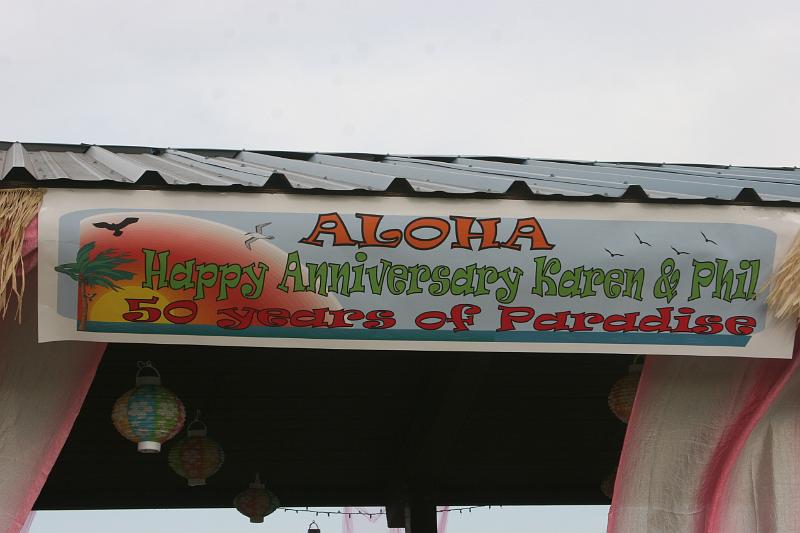 ALOHA
Happy Anniversary Karen & Phil
50 years of Paradise